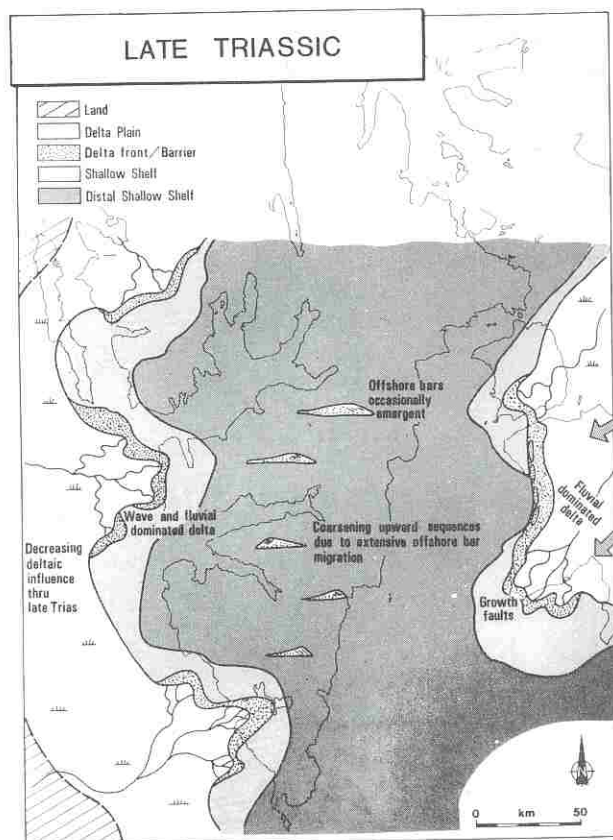 LATE TRIASSIC
Land
Delta Plain
Delta front/Barrier
Shallow Shelf
Distal Shallow Shelf
Offshore bars
occasionally
emergent
Wave and fluvial
dominated delta
Coarsening upward sequences
due to extensive offshore bar
migration
Decreasing
deltaic
influence
thru
late Trias
Fluvial
dominated
delta
Growth
faults
N
0 km 50